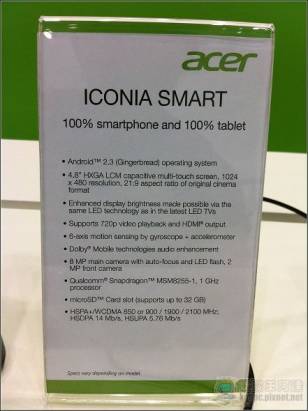 acer
ICONIA SMART
100% smartphone and 100% tablet
• Android™ 2.3 (Gingerbread) operating system
• 4.8" HXGA LCM capacitive multi-touch screen, 1024
x 480 resolution, 21:9 aspect ratio of original cinema
format
• Enhanced display brightness made possible via the
same LED technology as in the latest LED TVs
• Supports 720p video playback and HDMI® output
• 6-axis motion sensing by gyroscope + accelerometer
• Dolby® Mobile technologies audio enhancement
• 8 MP main camera with auto-focus and LED flash, 2
MP front camera
• Qualcomm® Snapdragon™ MSM8255-1, 1 GHz
processor
• microSD™ Card slot (supports up to 32 GB)
• HSPA+/WCDMA 850 or 900 / 1900 / 2100 MHz,
HSDPA 14 Mb/s, HSUPA 5.76 Mb/s
Specs vary depending on model.